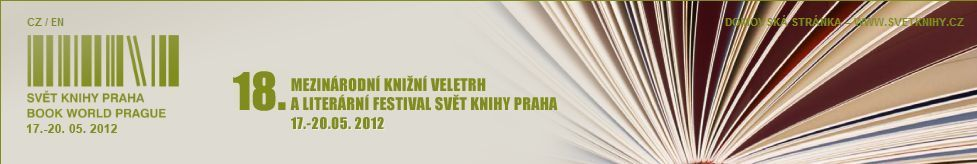 CZ / EN
DOMOVSKÁ STRÁNKA – WWW.SVETKNIHY.CZ
SVĚT KNIHY PRAHA
BOOK WORLD PRAGUE
17.-20. 05. 2012
18. MEZINÁRODNÍ KNIŽNÍ VELETRH
A LITERÁRNÍ FESTIVAL SVĚT KNIHY PRAHA
17.-20.05. 2012